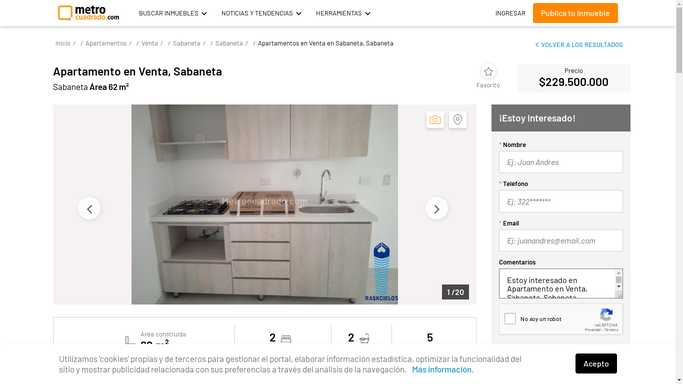 metro
cuadrado.com
BUSCAR INMUEBLES
NOTICIAS Y TENDENCIAS
HERRAMIENTAS
INGRESAR
Publica tu Inmueble
Inicio / / Apartamentos / / Venta / / Sabaneta / / Sabaneta / / Apartamentos en Venta en Sabaneta, Sabaneta
VOLVER A LOS RESULTADOS
Apartamento en Venta, Sabaneta
Sabaneta Área 62 m²
Favorito
Precio
$229.500.000
Metrocuadrado.com
RASKCIELOS
1 / 20
¡Estoy Interesado!
* Nombre
Ej: Juan Andres
* Teléfono
Ej: 322*******
* Email
Ej: juanandres@email.com
Comentarios
Estoy interesado en
Apartamento en Venta,
Sabaneta, Sabaneta
No soy un robot
reCAPTCHA
Privacidad - Términos
Área construida
2
2
5
Utilizamos 'cookies' propias y de terceros para gestionar el portal, elaborar información estadística, optimizar la funcionalidad del
sitio y mostrar publicidad relacionada con sus preferencias a través del análisis de la navegación. Más información.
Acepto